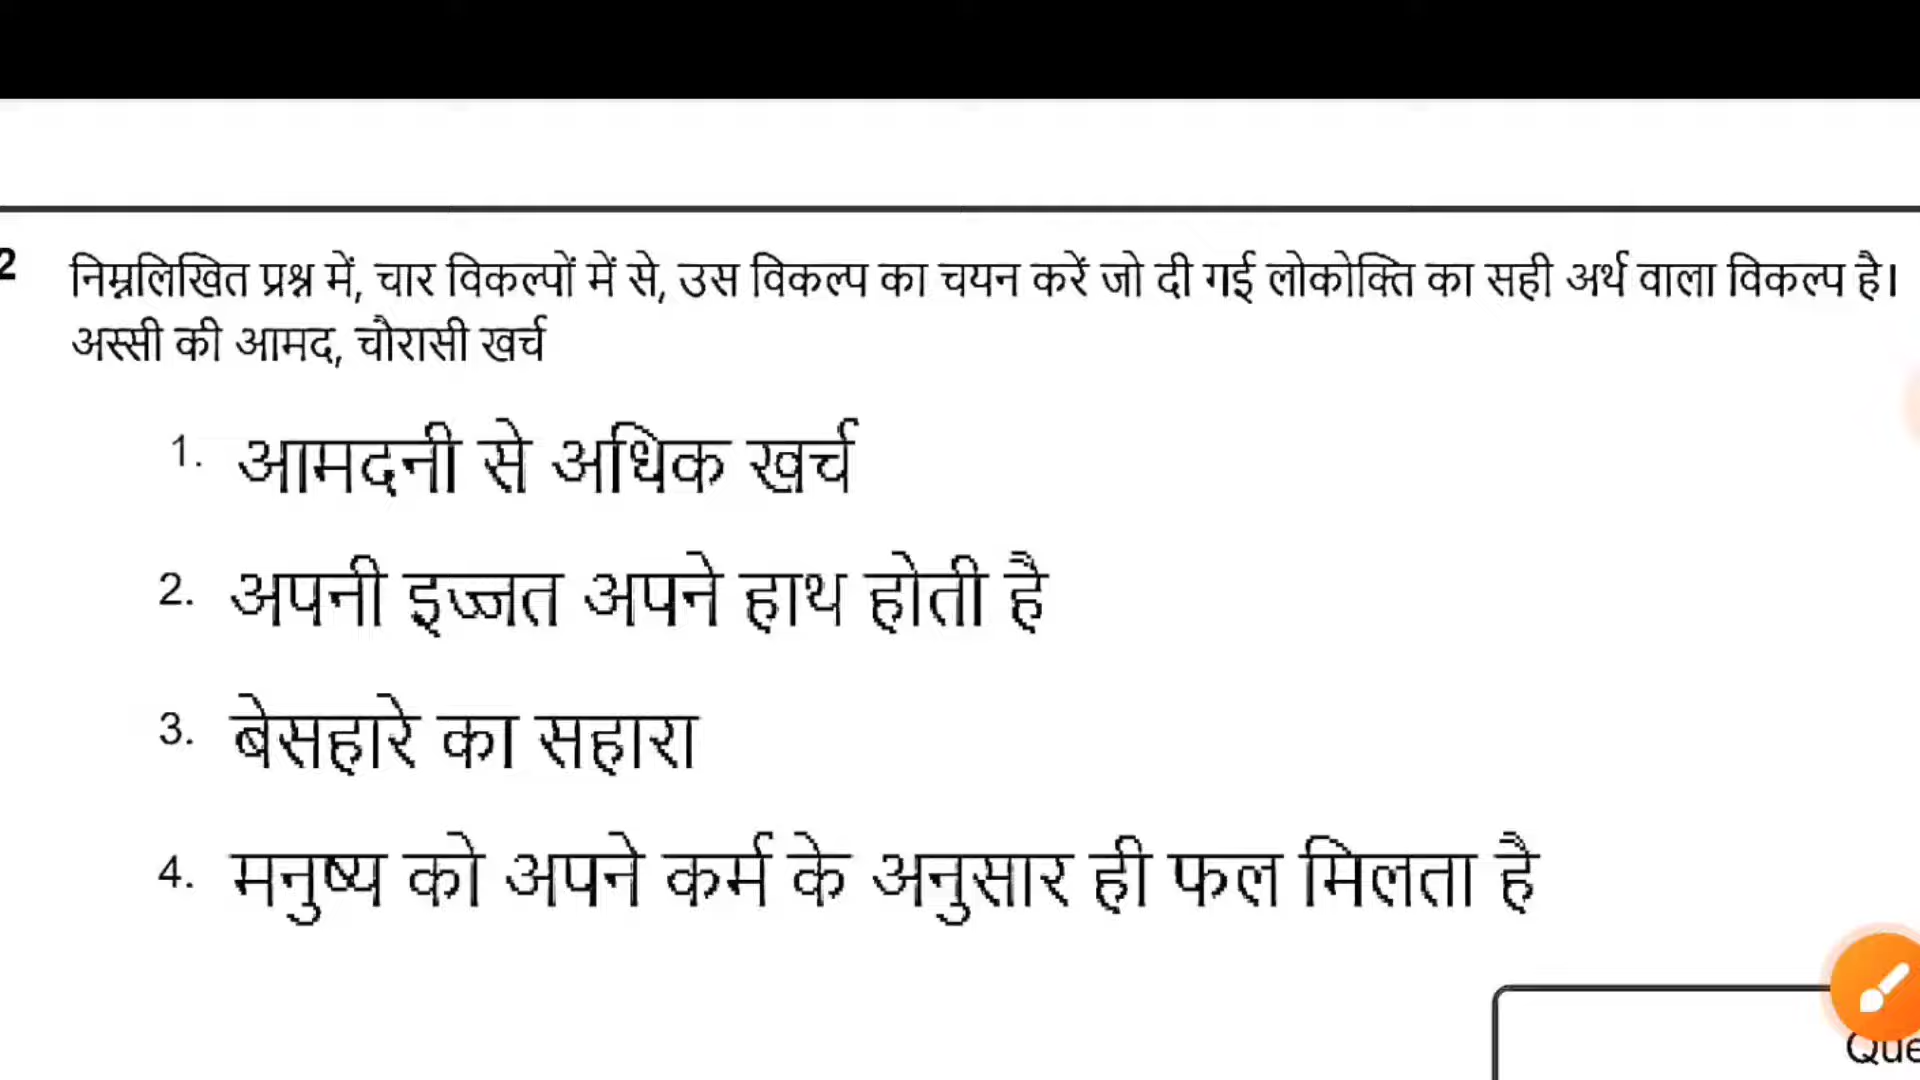 2 निम्नलिखित प्रश्न में, चार विकल्पों में से, उस विकल्प का चयन करें जो दी गई लोकोक्ति का सही अर्थ वाला विकल्प है।
अस्सी की आमद, चौरासी खर्च
1. आमदनी से अधिक खर्च
2. अपनी इज्जत अपने हाथ होती है
3. बेसहारे का सहारा
4. मनुष्य को अपने कर्म के अनुसार ही फल मिलता है